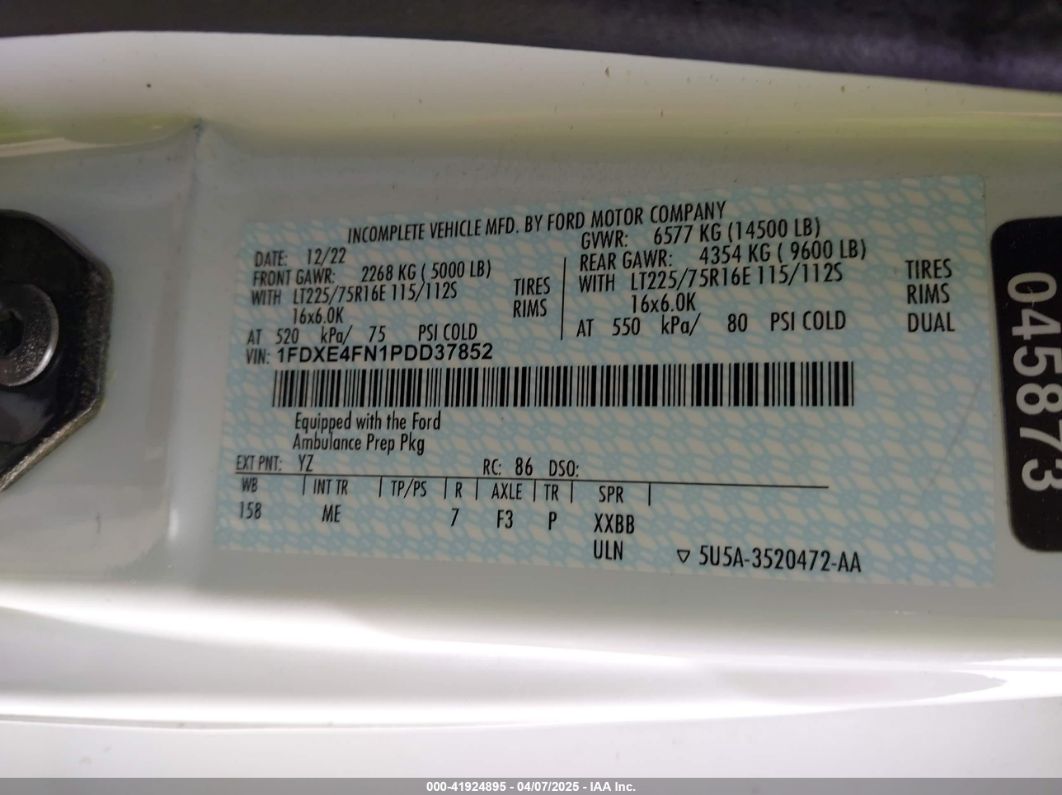 INCOMPLETE VEHICLE MFD. BY FORD MOTOR COMPANY
DATE: 12/22
GVWR: 6577 KG (14500 LB)
FRONT GAWR: 2268 KG ( 5000 LB)
REAR GAWR: 4354 KG ( 9600 LB)
WITH LT225/75R16E 115/112S TIRES
WITH LT225/75R16E 115/112S TIRES
16x6.0K RIMS
16x6.0K RIMS
AT 520 kPa/ 75 PSI COLD
AT 550 kPa/ 80 PSI COLD DUAL
VIN: 1FDXE4FN1PDD37852
Equipped with the Ford
Ambulance Prep Pkg
EXT PNT: YZ RC: 86 DSO:
WB | INT TR | TP/PS | R | AXLE | TR | SPR |
158 ME 7 F3 P XXBB
ULN ▽ 5U5A-3520472-AA
045873
000-41924895 - 04/07/2025 - IAA Inc.